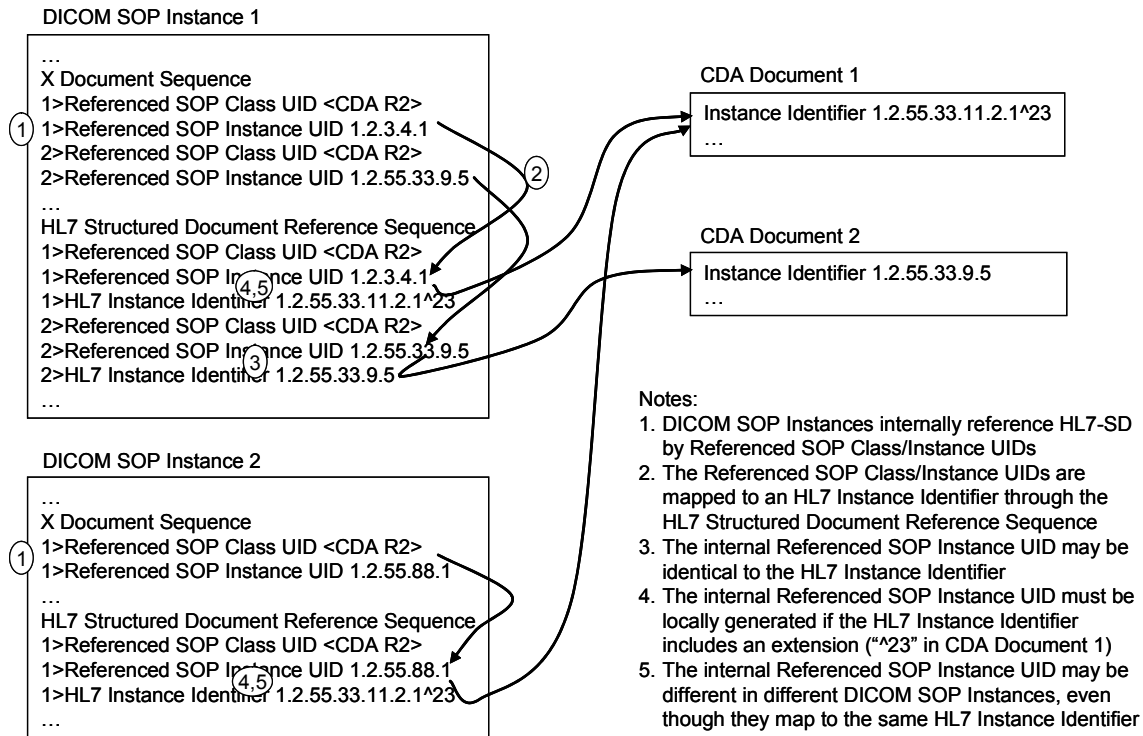 DICOM SOP Instance 1
…
X Document Sequence
1>Referenced SOP Class UID <CDA R2>
1>Referenced SOP Instance UID 1.2.3.4.1
2>Referenced SOP Class UID <CDA R2>
2>Referenced SOP Instance UID 1.2.55.33.9.5
…
HL7 Structured Document Reference Sequence
1>Referenced SOP Class UID <CDA R2>
1>Referenced SOP Instance UID 1.2.3.4.1
1>HL7 Instance Identifier 1.2.55.33.11.2.1^23
2>Referenced SOP Class UID <CDA R2>
2>Referenced SOP Instance UID 1.2.55.33.9.5
2>HL7 Instance Identifier 1.2.55.33.9.5
…
1
2
4,5
3
CDA Document 1
Instance Identifier 1.2.55.33.11.2.1^23
…
CDA Document 2
Instance Identifier 1.2.55.33.9.5
…
DICOM SOP Instance 2
…
X Document Sequence
1>Referenced SOP Class UID <CDA R2>
1>Referenced SOP Instance UID 1.2.55.88.1
…
HL7 Structured Document Reference Sequence
1>Referenced SOP Class UID <CDA R2>
1>Referenced SOP Instance UID 1.2.55.88.1
1>HL7 Instance Identifier 1.2.55.33.11.2.1^23
…
1
4,5
Notes:
1. DICOM SOP Instances internally reference HL7-SD
by Referenced SOP Class/Instance UIDs
2. The Referenced SOP Class/Instance UIDs are
mapped to an HL7 Instance Identifier through the
HL7 Structured Document Reference Sequence
3. The internal Referenced SOP Instance UID may be
identical to the HL7 Instance Identifier
4. The internal Referenced SOP Instance UID must be
locally generated if the HL7 Instance Identifier
includes an extension (“^23” in CDA Document 1)
5. The internal Referenced SOP Instance UID may be
different in different DICOM SOP Instances, even
though they map to the same HL7 Instance Identifier